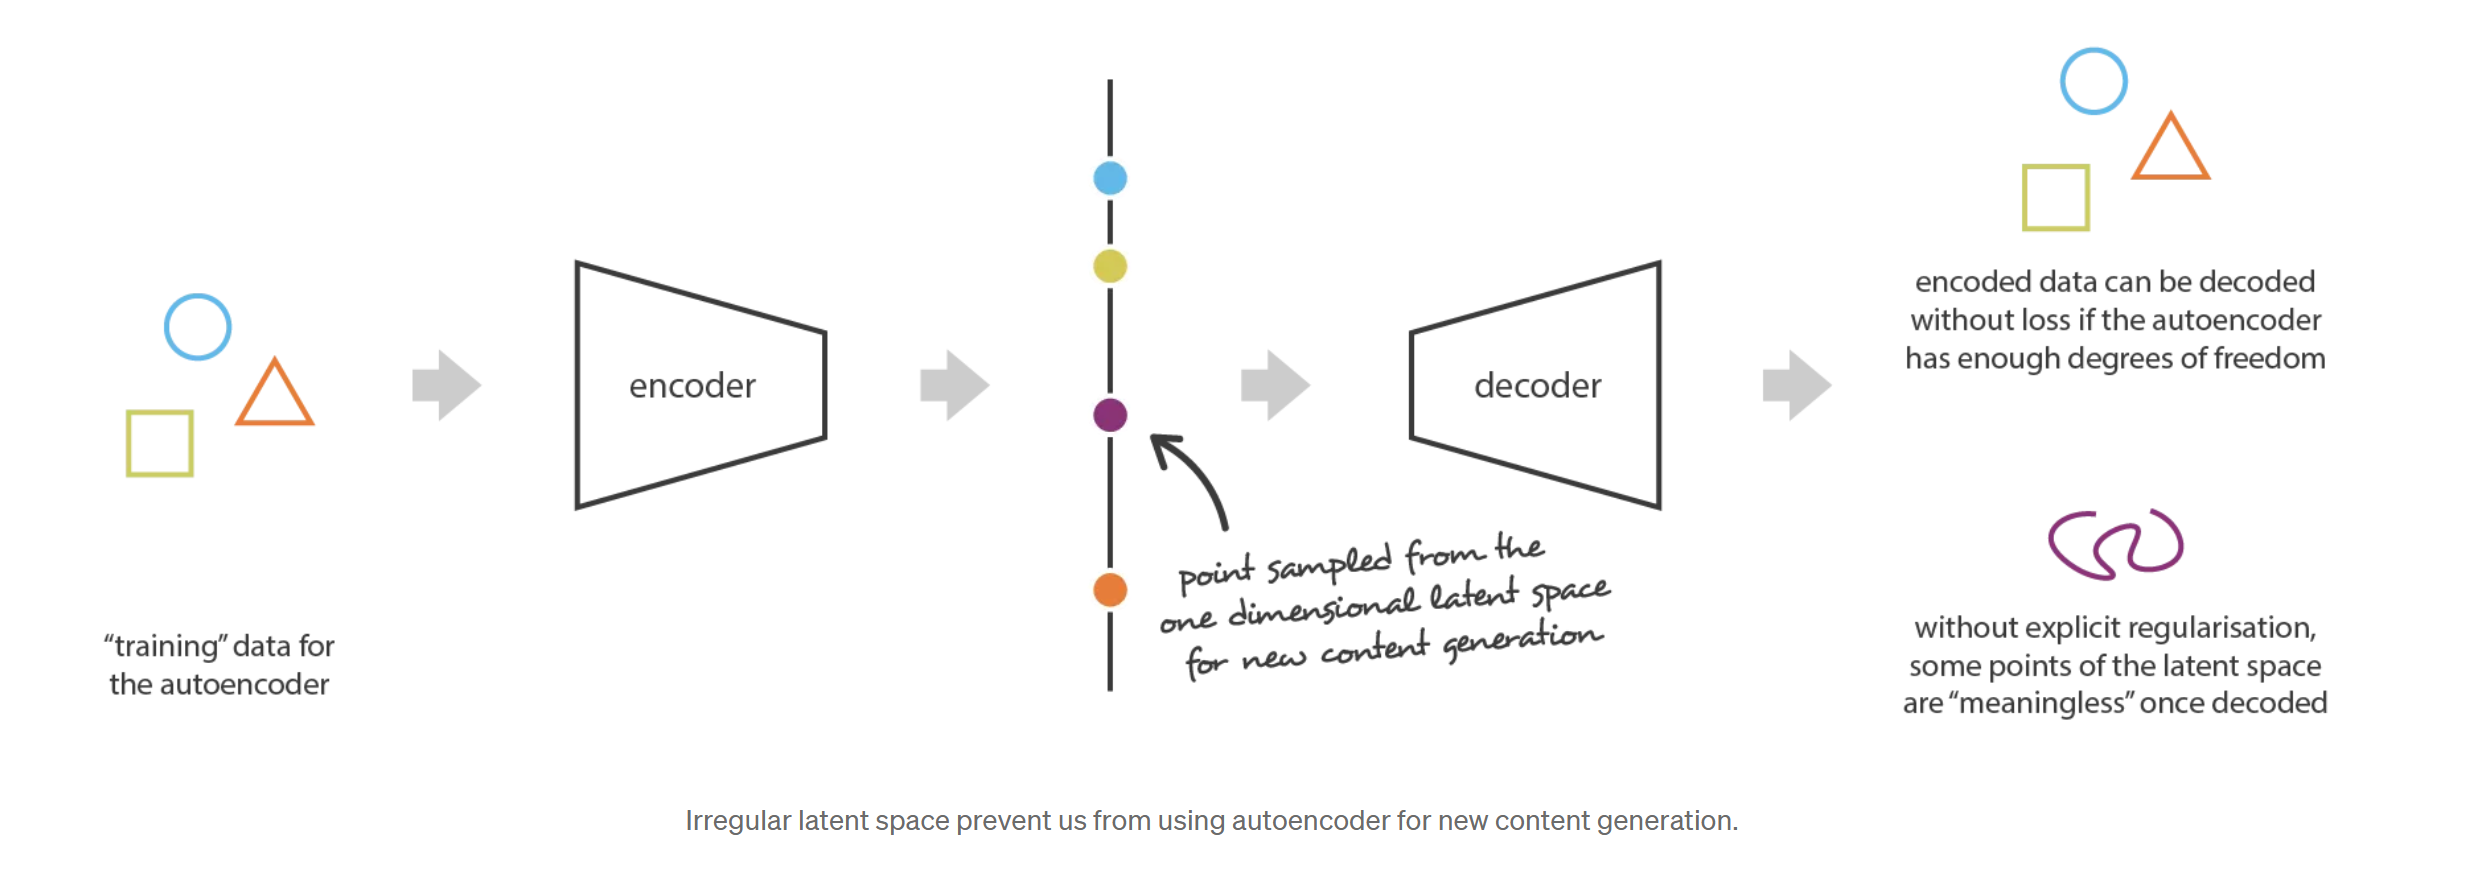 "training" data for
the autoencoder
encoder
point sampled from the
one dimensional latent space
for new content generation
decoder
encoded data can be decoded
without loss if the autoencoder
has enough degrees of freedom
without explicit regularisation,
some points of the latent space
are "meaningless" once decoded
Irregular latent space prevent us from using autoencoder for new content generation.